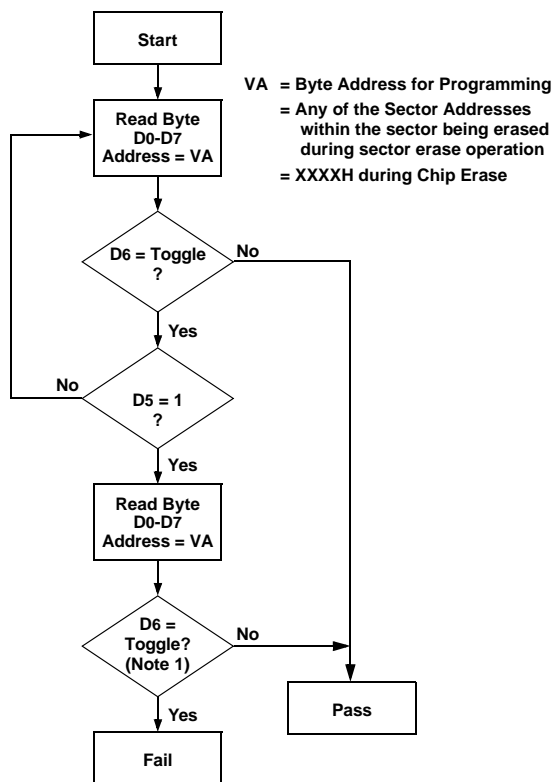 Start
VA = Byte Address for Programming
= Any of the Sector Addresses
within the sector being erased
during sector erase operation
= XXXXH during Chip Erase
Read Byte
D0-D7
Address = VA
D6 = Toggle
?
No
Yes
No
D5 = 1
?
Yes
Read Byte
D0-D7
Address = VA
D6 =
Toggle?
(Note 1)
No
Yes
Pass
Fail